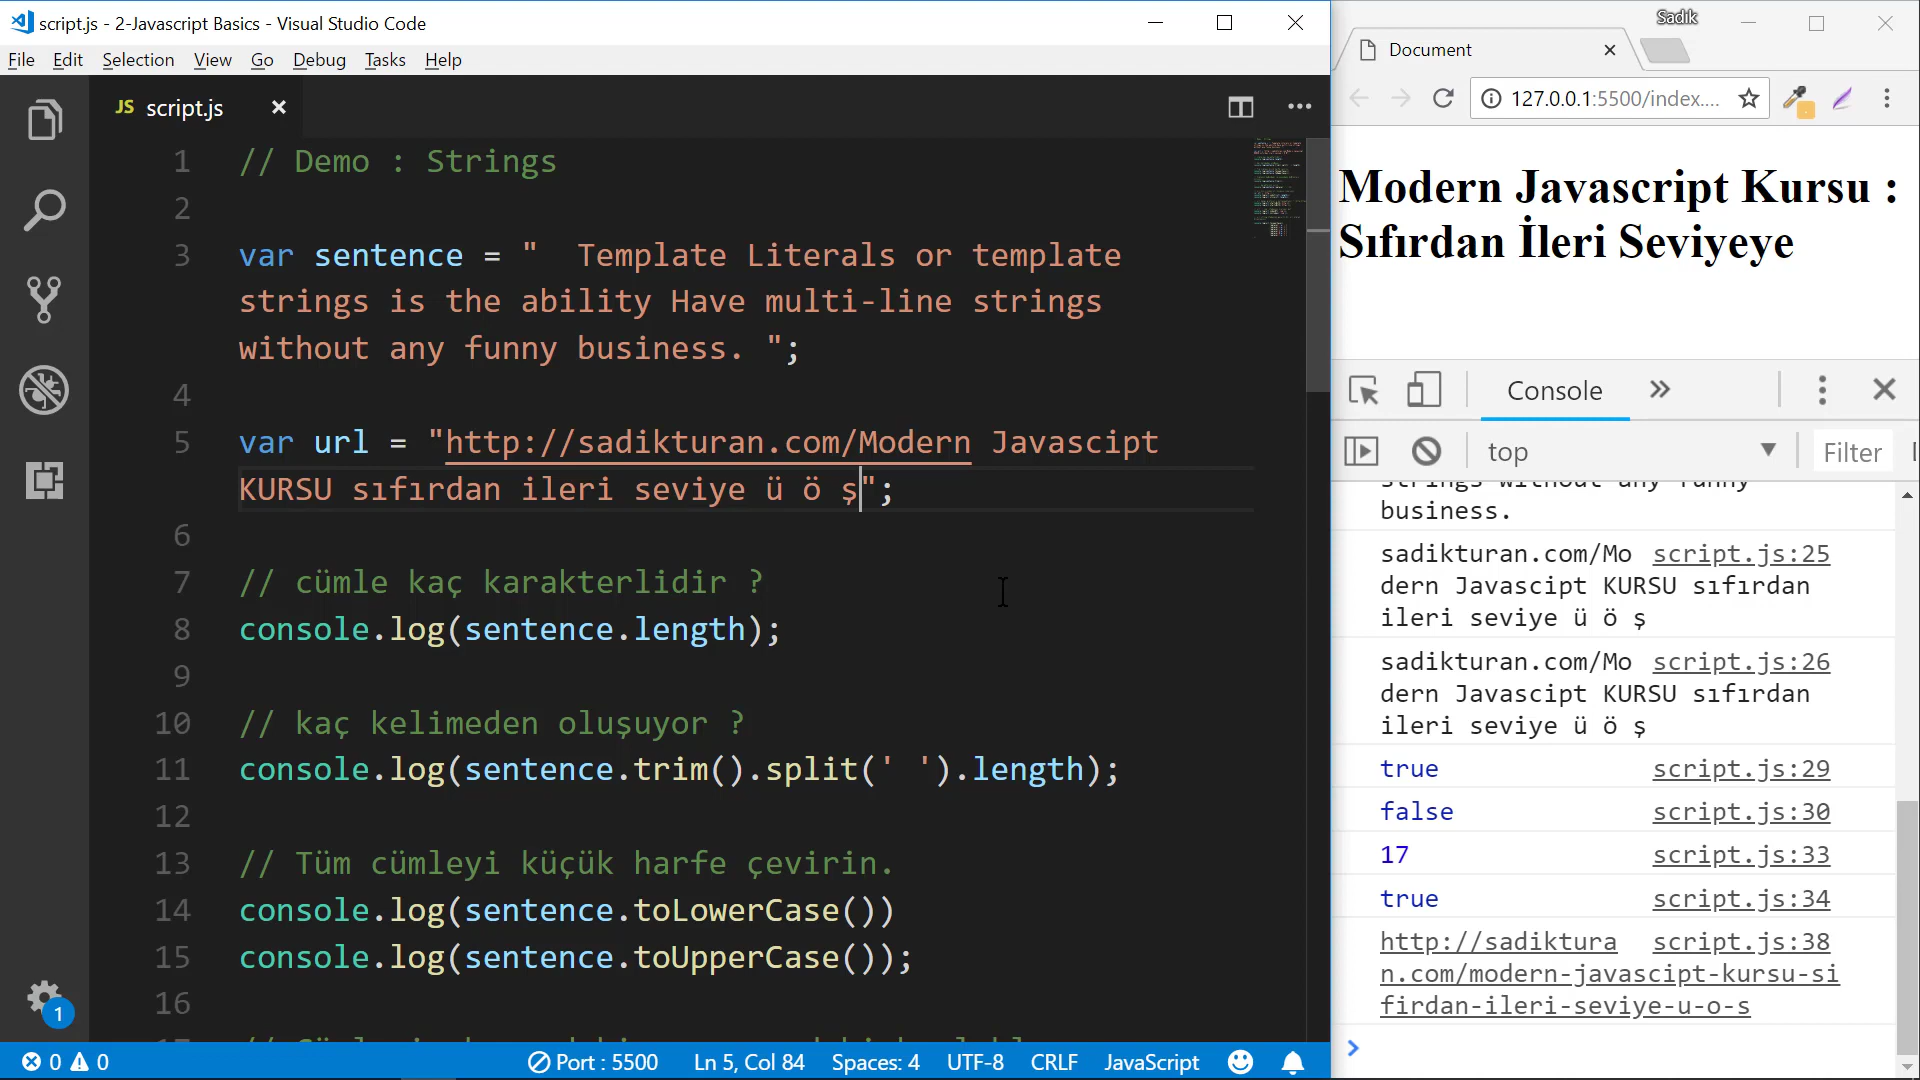 script.js - 2-Javascript Basics - Visual Studio Code
File Edit Selection View Go Debug Tasks Help
JS script.js
1 // Demo : Strings
2
3 var sentence = "  Template Literals or template
strings is the ability Have multi-line strings
without any funny business. ";
4
5 var url = "http://sadikturan.com/Modern Javascipt
KURSU sıfırdan ileri seviye ü ö ş";
6
7 // cümle kaç karakterlidir ?
8 console.log(sentence.length);
9
10 // kaç kelimeden oluşuyor ?
11 console.log(sentence.trim().split(' ').length);
12
13 // Tüm cümleyi küçük harfe çevirin.
14 console.log(sentence.toLowerCase())
15 console.log(sentence.toUpperCase());
16
1
0 0 Port : 5500 Ln 5, Col 84 Spaces: 4 UTF-8 CRLF JavaScript
Sadık
Document
127.0.0.1:5500/index....
Modern Javascript Kursu :
Sıfırdan İleri Seviyeye
Console
top Filter
strings without any funny
business.
sadikturan.com/Mo script.js:25
dern Javascipt KURSU sıfırdan
ileri seviye ü ö ş
sadikturan.com/Mo script.js:26
dern Javascipt KURSU sıfırdan
ileri seviye ü ö ş
true script.js:29
false script.js:30
17 script.js:33
true script.js:34
http://sadiktura script.js:38
n.com/modern-javascipt-kursu-si
firdan-ileri-seviye-u-o-s